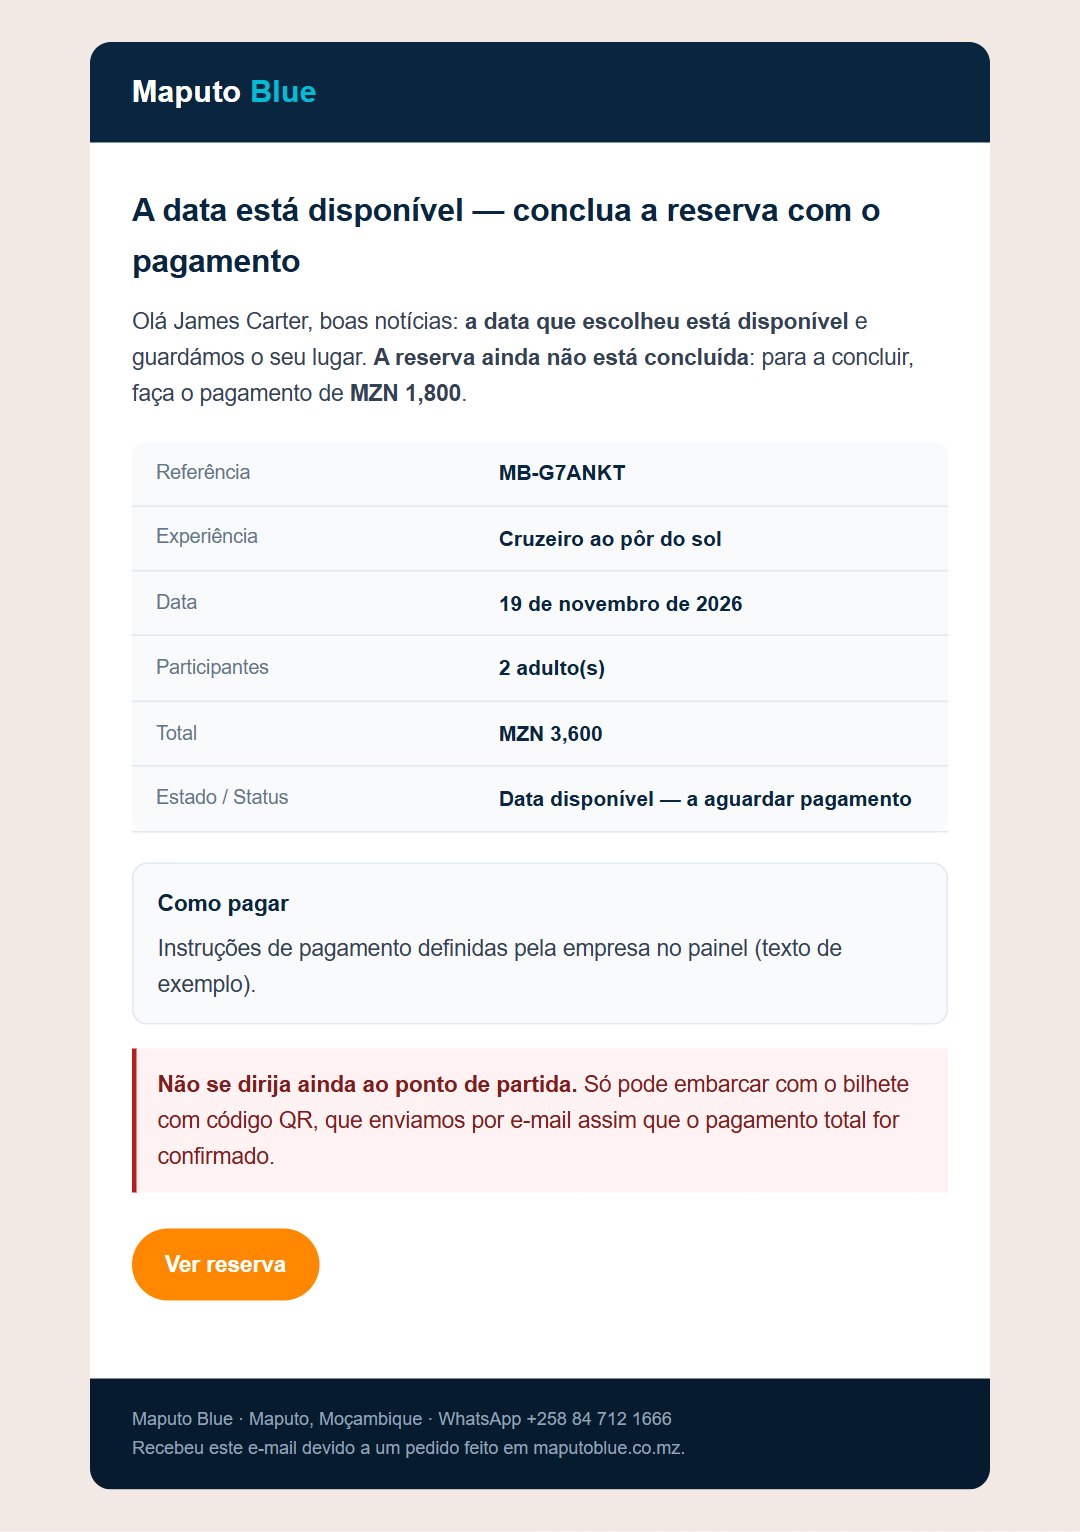 Maputo Blue
A data está disponível — conclua a reserva com o
pagamento
Olá James Carter, boas notícias: a data que escolheu está disponível e
guardámos o seu lugar. A reserva ainda não está concluída: para a concluir,
faça o pagamento de MZN 1,800.
Referência MB-G7ANKT
Experiência Cruzeiro ao pôr do sol
Data 19 de novembro de 2026
Participantes 2 adulto(s)
Total MZN 3,600
Estado / Status Data disponível — a aguardar pagamento
Como pagar
Instruções de pagamento definidas pela empresa no painel (texto de
exemplo).
Não se dirija ainda ao ponto de partida. Só pode embarcar com o bilhete
com código QR, que enviamos por e-mail assim que o pagamento total for
confirmado.
Ver reserva
Maputo Blue · Maputo, Moçambique · WhatsApp +258 84 712 1666
Recebeu este e-mail devido a um pedido feito em maputoblue.co.mz.